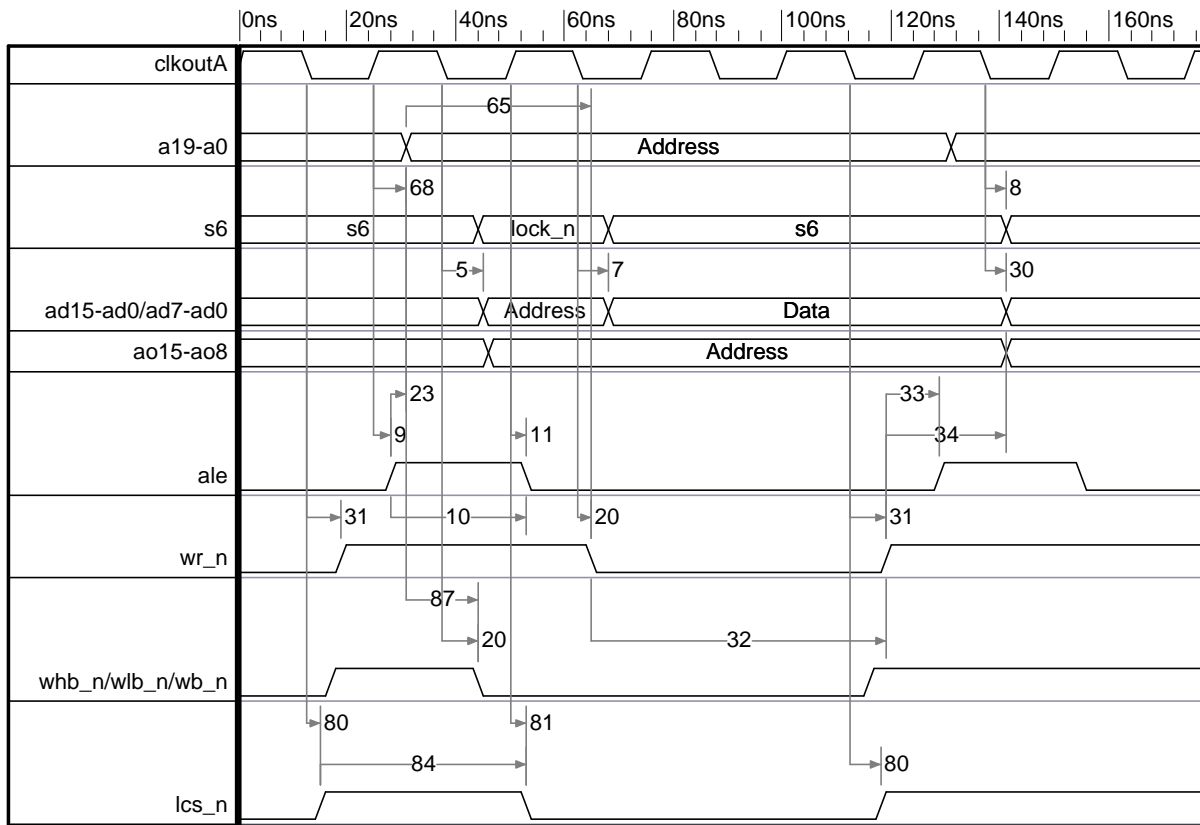 0ns 20ns 40ns 60ns 80ns 100ns 120ns 140ns 160ns
clkoutA
65
a19-a0 Address
68 8
s6 s6 lock_n s6
5 7 30
ad15-ad0/ad7-ad0 Address Data
ao15-ao8 Address
23 33
9 11 34
ale
31 10 20 31
wr_n
87
20 32
whb_n/wlb_n/wb_n
80 81
84 80
lcs_n